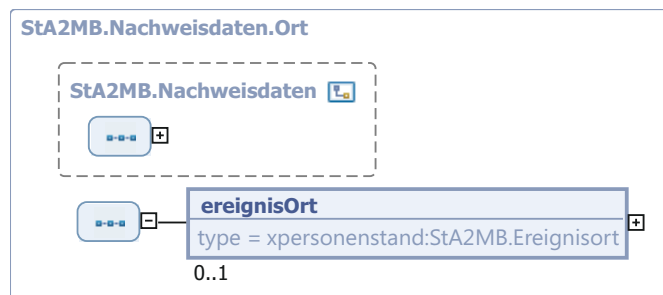 StA2MB.Nachweisdaten.Ort
StA2MB.Nachweisdaten
ereignisOrt
type = xpersonenstand:StA2MB.Ereignisort
0..1